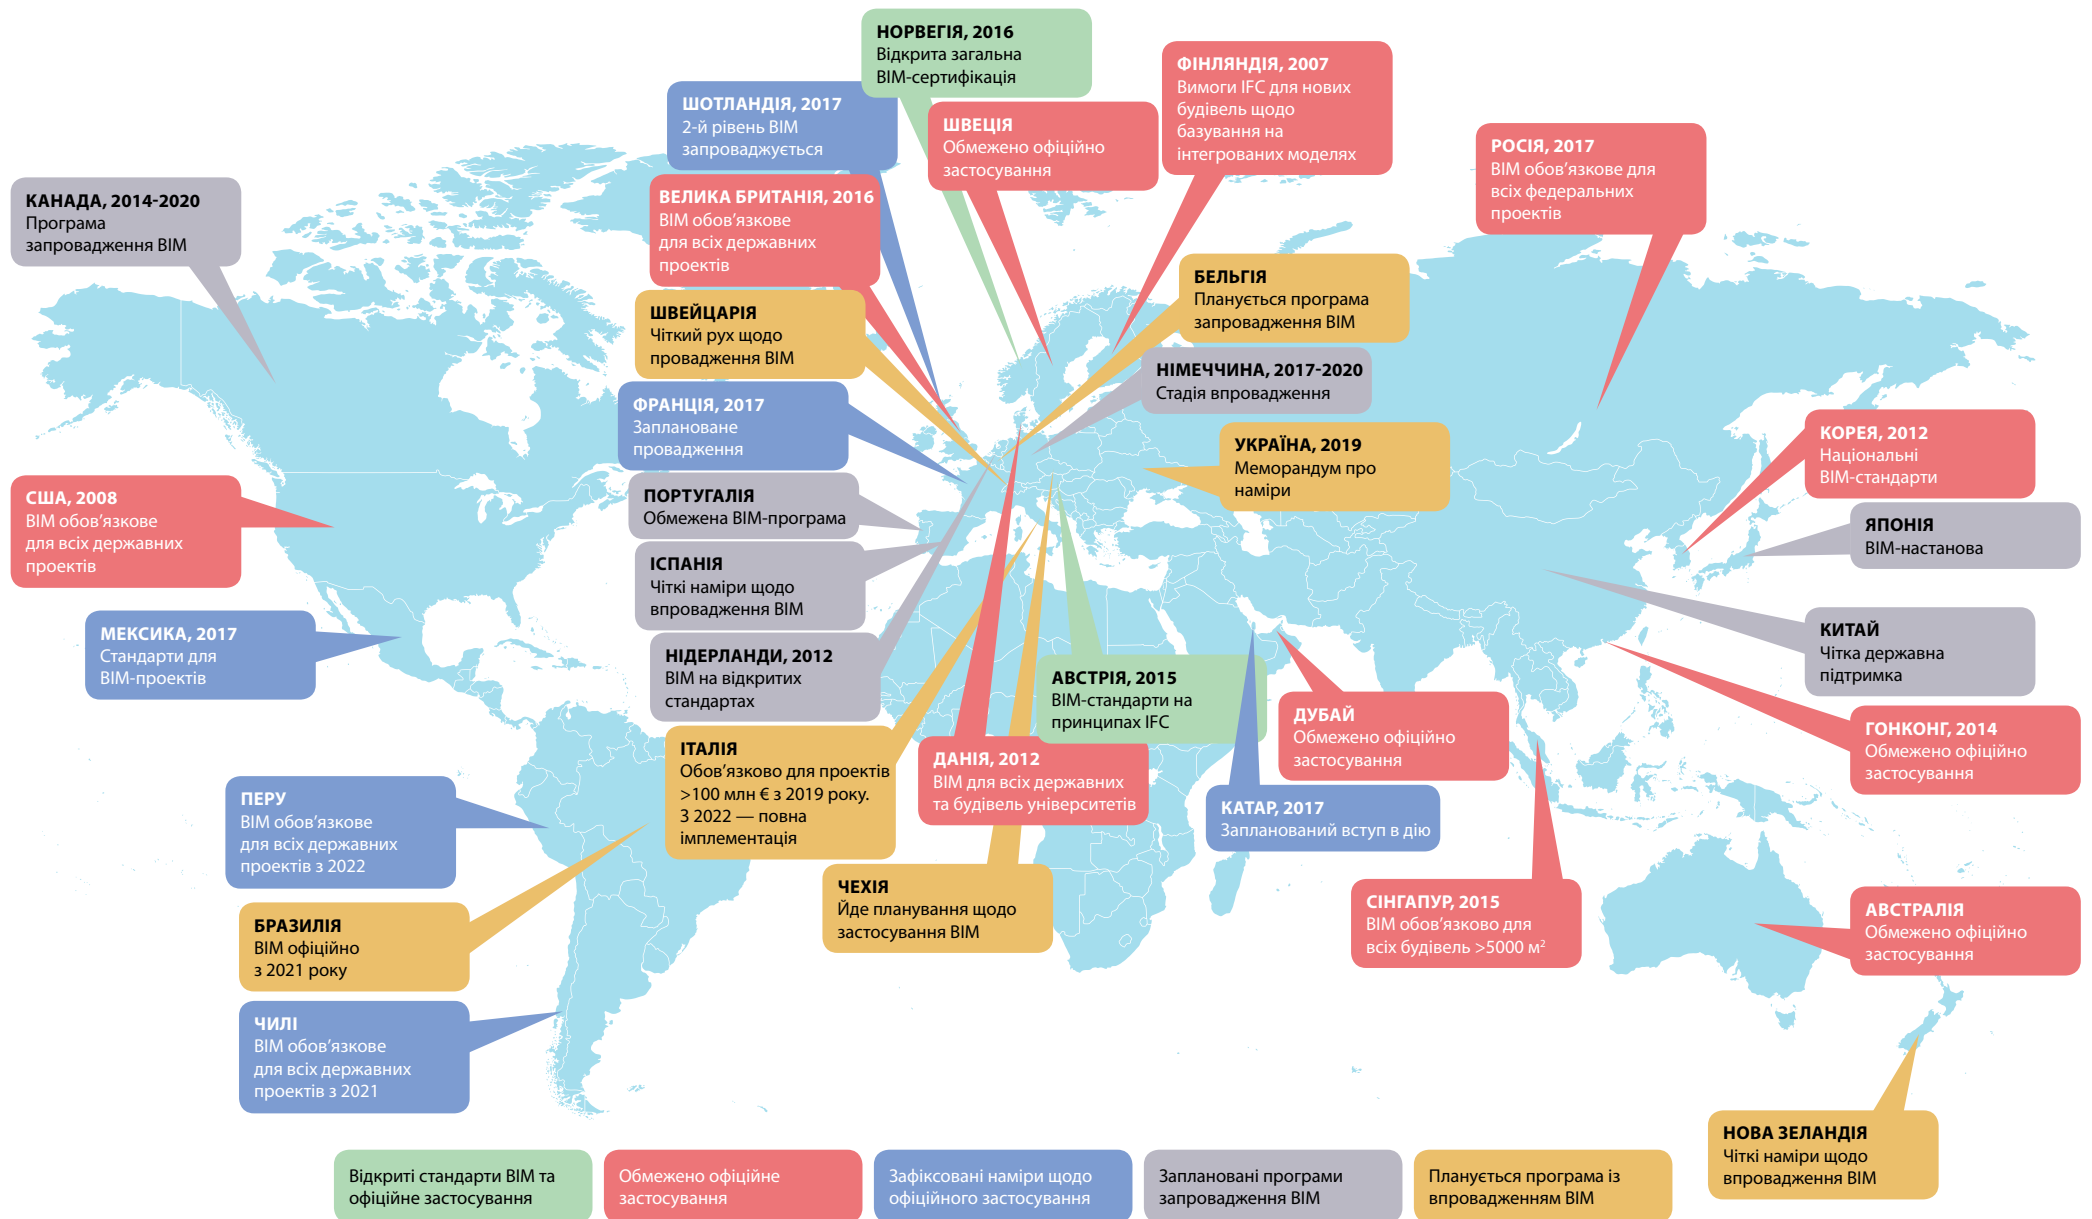 НОРВЕГІЯ, 2016
Відкрита загальна
BIM-сертифікація
ФІНЛЯНДІЯ, 2007
Вимоги IFC для нових
будівель щодо
базування на
інтегрованих моделях
ШОТЛАНДІЯ, 2017
2-й рівень BIM
запроваджується
ШВЕЦІЯ
Обмежено офіційно
застосування
РОСІЯ, 2017
BIM обов’язкове для
всіх федеральних
проектів
КАНАДА, 2014-2020
Програма
запровадження BIM
ВЕЛИКА БРИТАНІЯ, 2016
BIM обов’язкове
для всіх державних
проектів
БЕЛЬГІЯ
Планується програма
запровадження BIM
ШВЕЙЦАРІЯ
Чіткий рух щодо
провадження BIM
НІМЕЧЧИНА, 2017-2020
Стадія впровадження
ФРАНЦІЯ, 2017
Заплановане
провадження
УКРАЇНА, 2019
Меморандум про
наміри
КОРЕЯ, 2012
Національні
BIM-стандарти
США, 2008
BIM обов’язкове
для всіх державних
проектів
ПОРТУГАЛІЯ
Обмежена BIM-програма
ЯПОНІЯ
BIM-настанова
ІСПАНІЯ
Чіткі наміри щодо
впровадження BIM
МЕКСИКА, 2017
Стандарти для
BIM-проектів
КИТАЙ
Чітка державна
підтримка
НІДЕРЛАНДИ, 2012
BIM на відкритих
стандартах
АВСТРІЯ, 2015
BIM-стандарти на
принципах IFC
ДУБАЙ
Обмежено офіційно
застосування
ГОНКОНГ, 2014
Обмежено офіційно
застосування
ІТАЛІЯ
Обов’язково для проектів
>100 млн € з 2019 року.
З 2022 — повна
імплементація
ДАНІЯ, 2012
BIM для всіх державних
та будівель університетів
ПЕРУ
BIM обов’язкове
для всіх державних
проектів з 2022
КАТАР, 2017
Запланований вступ в дію
ЧЕХІЯ
Йде планування щодо
застосування BIM
СІНГАПУР, 2015
BIM обов’язково для
всіх будівель >5000 м²
АВСТРАЛІЯ
Обмежено офіційно
застосування
БРАЗИЛІЯ
BIM офіційно
з 2021 року
ЧИЛІ
BIM обов’язкове
для всіх державних
проектів з 2021
НОВА ЗЕЛАНДІЯ
Чіткі наміри щодо
впровадження BIM
Відкриті стандарти BIM та
офіційне застосування
Обмежено офіційне
застосування
Зафіксовані наміри щодо
офіційного застосування
Заплановані програми
запровадження BIM
Планується програма із
впровадженням BIM